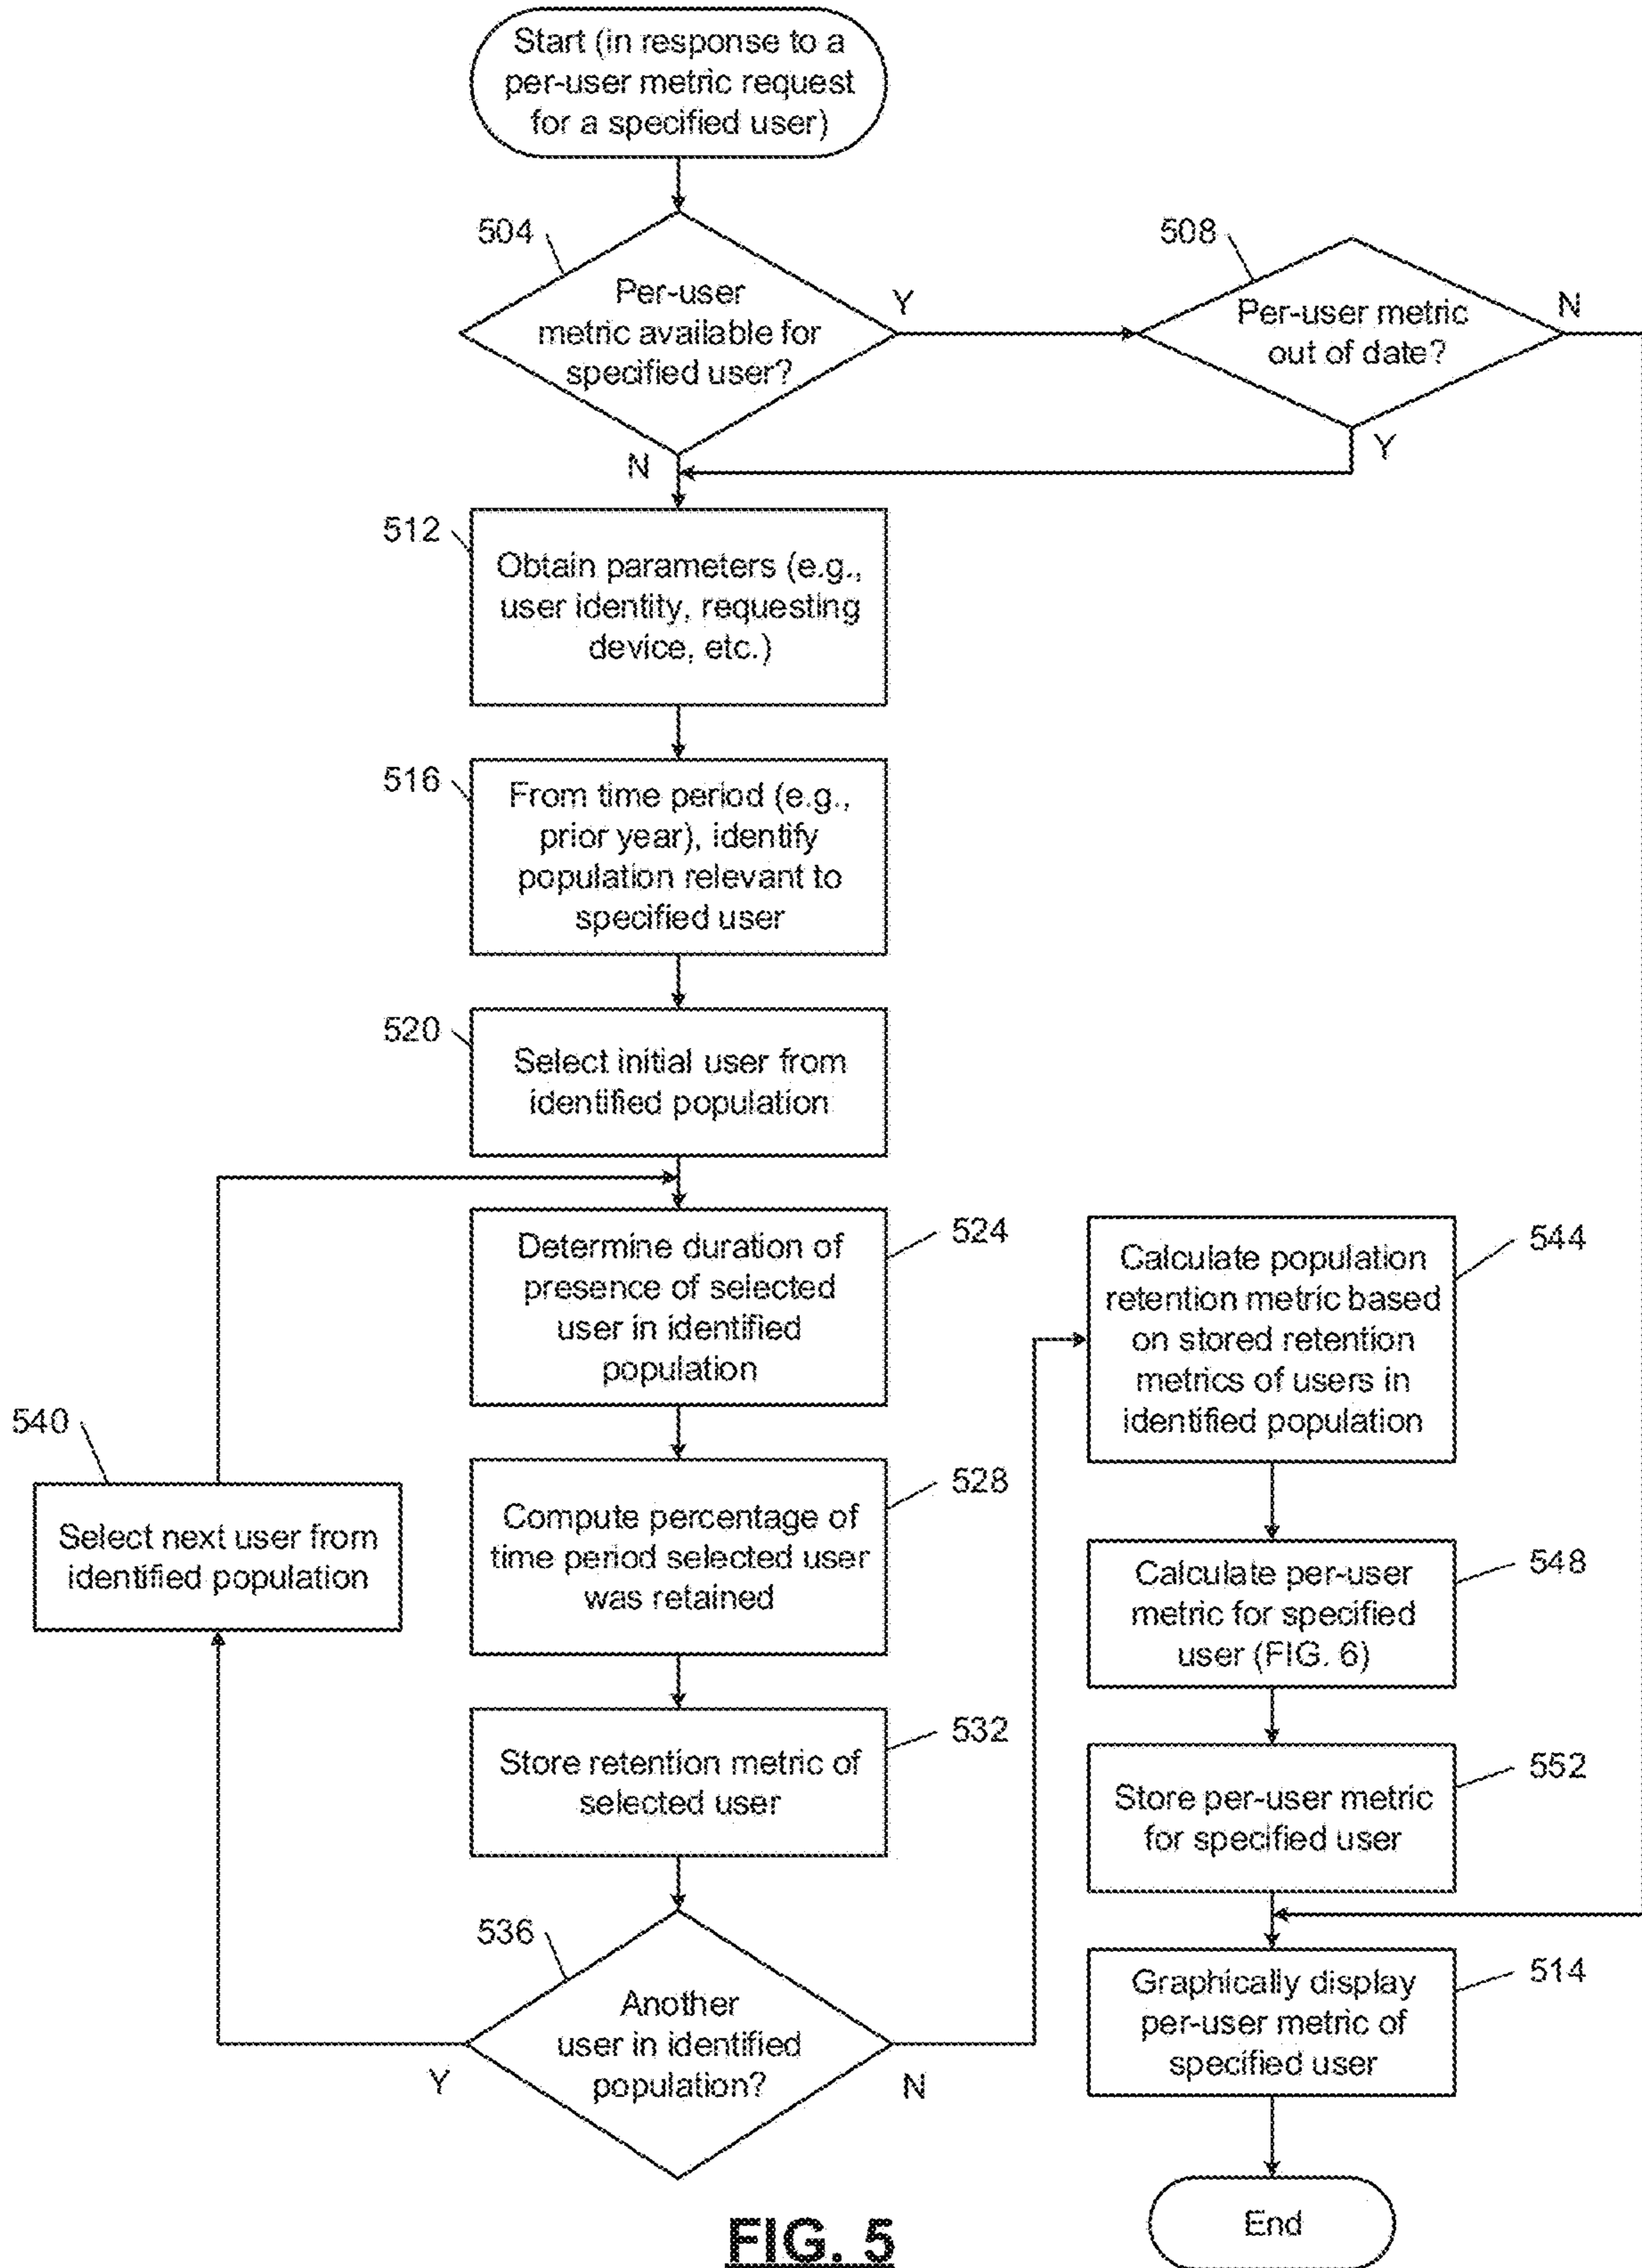 Start (in response to a
per-user metric request
for a specified user)
504
Per-user
metric available for
specified user?
Y
N
508
Per-user metric
out of date?
N
Y
512
Obtain parameters (e.g.,
user identity, requesting
device, etc.)
516
From time period (e.g.,
prior year), identify
population relevant to
specified user
520
Select initial user from
identified population
524
Determine duration of
presence of selected
user in identified
population
528
Compute percentage of
time period selected user
was retained
532
Store retention metric of
selected user
536
Another
user in identified
population?
Y
N
540
Select next user from
identified population
544
Calculate population
retention metric based
on stored retention
metrics of users in
identified population
548
Calculate per-user
metric for specified
user (FIG. 6)
552
Store per-user metric
for specified user
514
Graphically display
per-user metric of
specified user
End
FIG. 5